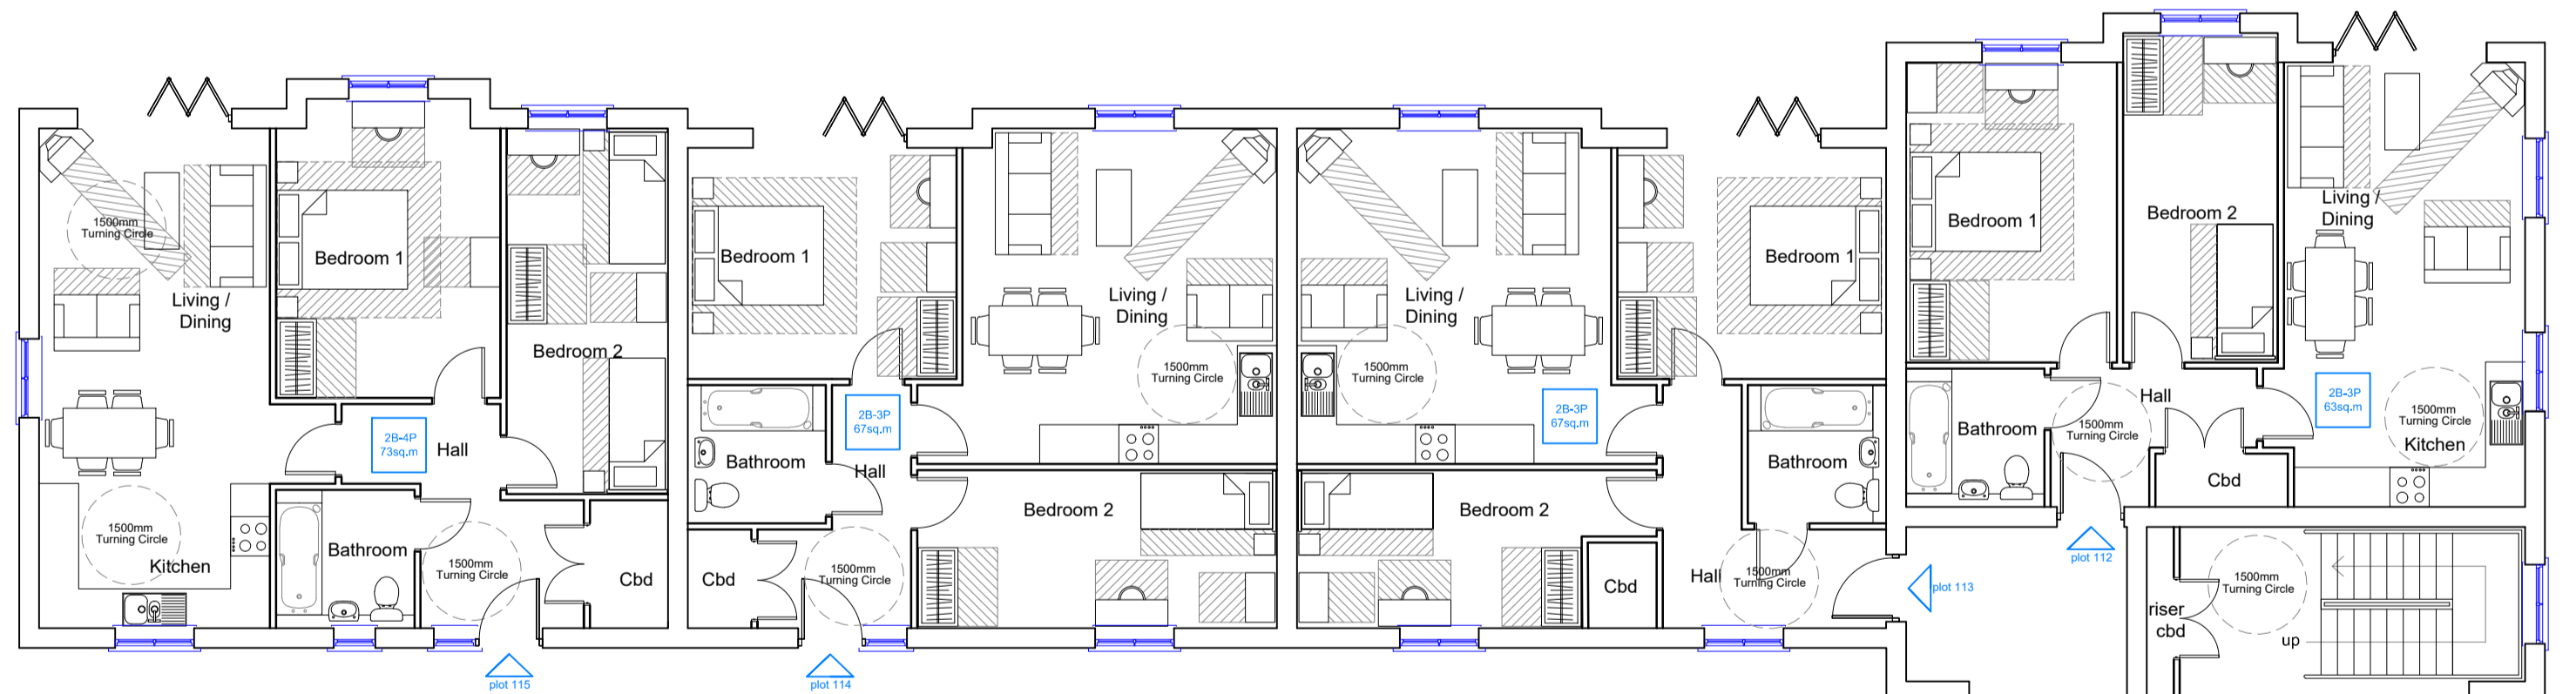 1500mm
Turning Circle
Living /
Dining
1500mm
Turning Circle
Kitchen
Bedroom 1
2B-4P
73sq.m
Hall
Bathroom
1500mm
Turning Circle
Bedroom 2
Cbd
plot 115
Bedroom 1
2B-3P
67sq.m
Bathroom
Hall
Cbd
1500mm
Turning Circle
plot 114
Living /
Dining
1500mm
Turning Circle
Bedroom 2
Living /
Dining
1500mm
Turning Circle
2B-3P
67sq.m
Bedroom 2
Cbd
Bedroom 1
Bathroom
Hall
1500mm
Turning Circle
plot 113
Bedroom 1
Bedroom 2
Living /
Dining
Hall
2B-3P
63sq.m
Bathroom
1500mm
Turning Circle
1500mm
Turning Circle
Kitchen
Cbd
plot 112
1500mm
Turning Circle
riser
cbd
up